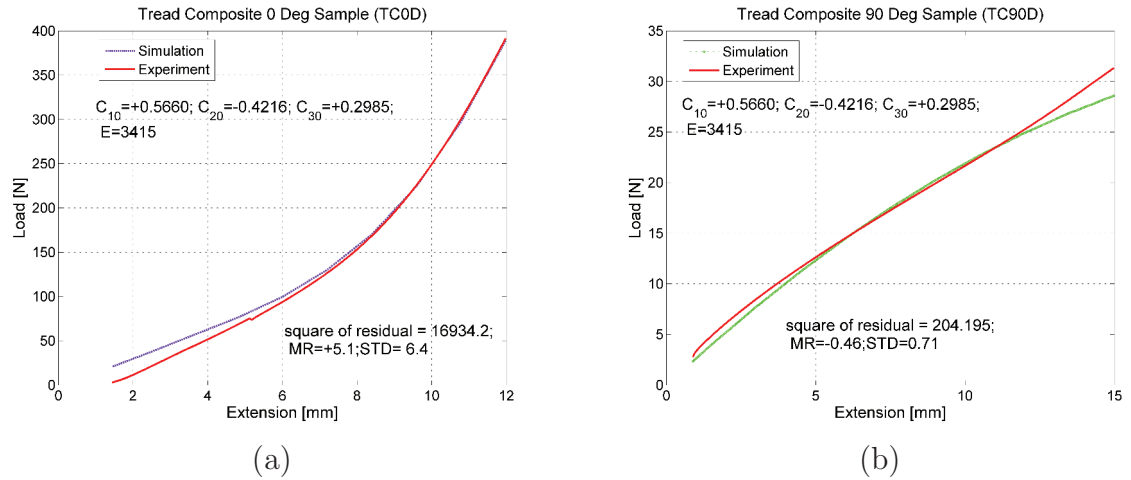 Tread Composite 0 Deg Sample (TC0D)
400
350
300
250
200
150
100
50
0
Load [N]
Simulation
Experiment
C10=+0.5660; C20=-0.4216; C30=+0.2985;
E=3415
square of residual = 16934.2;
MR=+5.1;STD= 6.4
0 2 4 6 8 10 12
Extension [mm]
(a)
Tread Composite 90 Deg Sample (TC90D)
35
30
25
20
15
10
5
0
Load [N]
Simulation
Experiment
C10=+0.5660; C20=-0.4216; C30=+0.2985;
E=3415
square of residual = 204.195;
MR=-0.46;STD=0.71
0 5 10 15
Extension [mm]
(b)